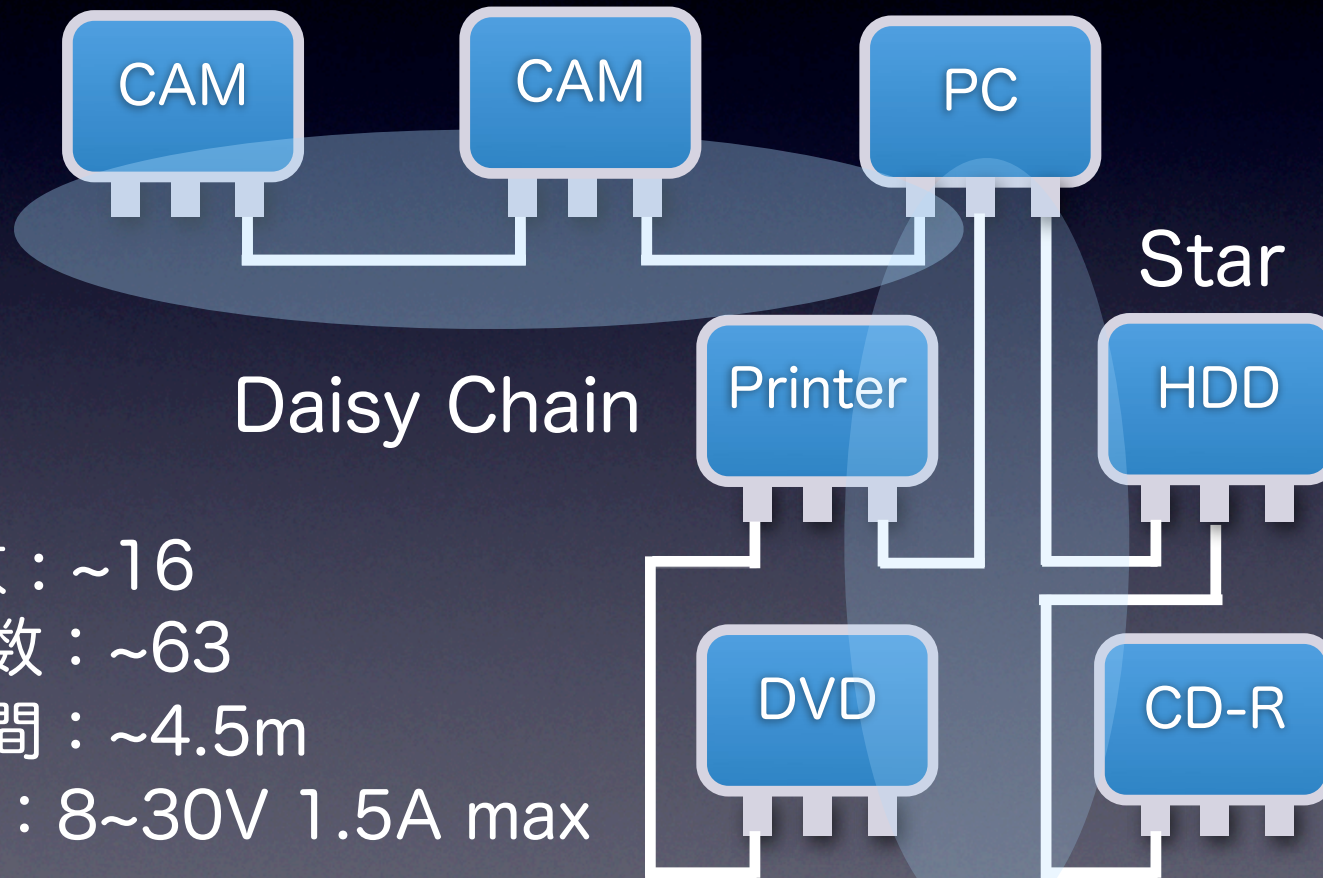 CAM
CAM
PC
Star
Daisy Chain
Printer
HDD
: ~16
数：~63
間：~4.5m
: 8~30V 1.5A max
DVD
CD-R